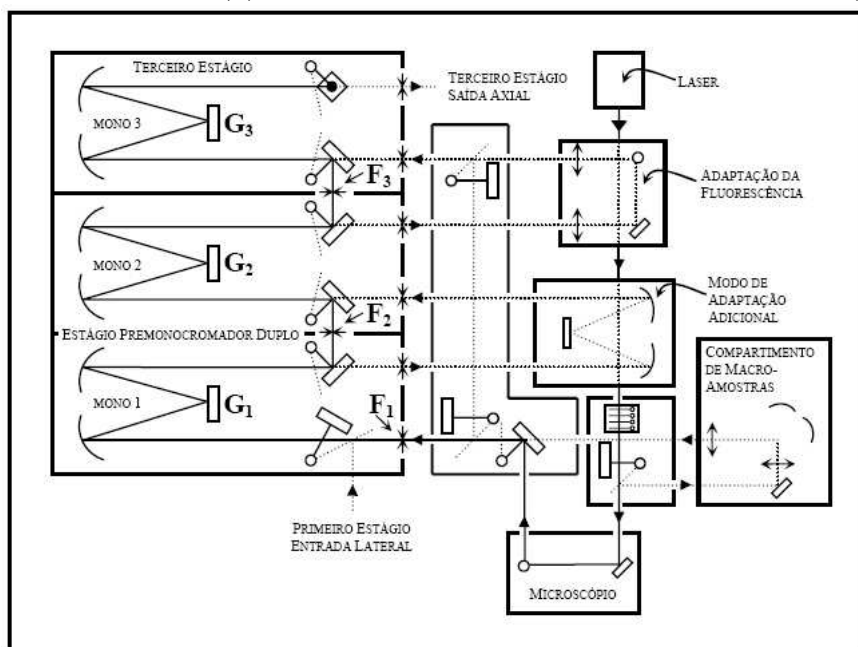 TERCEIRO ESTÁGIO
MONO 3
G3
F3
TERCEIRO ESTÁGIO
SAÍDA AXIAL
LASER
ADAPTAÇÃO DA
FLUORESCÊNCIA
MONO 2
G2
F2
MODO DE
ADAPTAÇÃO
ADICIONAL
ESTÁGIO PREMONOCROMADOR DUPLO
MONO 1
G1
F1
COMPARTIMENTO
DE MACRO-
AMOSTRAS
PRIMEIRO ESTÁGIO
ENTRADA LATERAL
MICROSCÓPIO